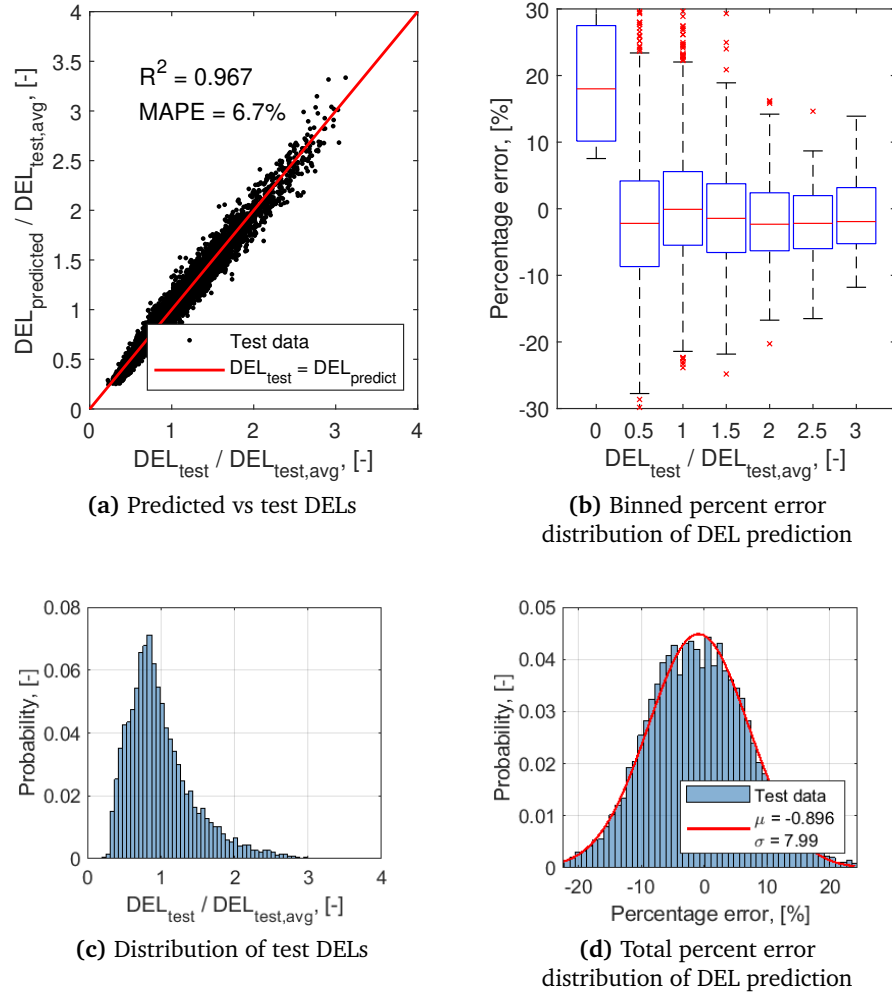 4
3.5
3
2.5
2
1.5
1
0.5
0
DEL_predicted / DEL_test,avg, [-]
R² = 0.967
MAPE = 6.7%
Test data
DEL_test = DEL_predict
0 1 2 3 4
DEL_test / DEL_test,avg, [-]
(a) Predicted vs test DELs
30
20
10
0
-10
-20
-30
Percentage error, [%]
0 0.5 1 1.5 2 2.5 3
DEL_test / DEL_test,avg, [-]
(b) Binned percent error
distribution of DEL prediction
0.08
0.06
0.04
0.02
0
Probability, [-]
0 1 2 3 4
DEL_test / DEL_test,avg, [-]
(c) Distribution of test DELs
0.05
0.04
0.03
0.02
0.01
0
Probability, [-]
Test data
μ = -0.896
σ = 7.99
-20 -10 0 10 20
Percentage error, [%]
(d) Total percent error
distribution of DEL prediction